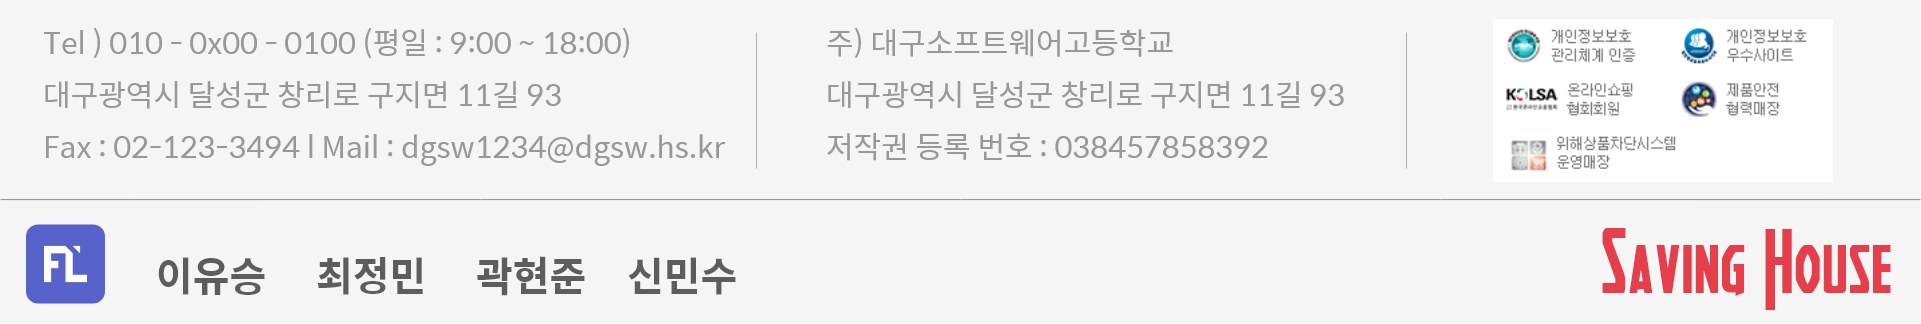 Tel ) 010 - 0x00 - 0100 (평일 : 9:00 ~ 18:00)
대구광역시 달성군 창리로 구지면 11길 93
Fax : 02-123-3494 l Mail : dgsw1234@dgsw.hs.kr
주) 대구소프트웨어고등학교
대구광역시 달성군 창리로 구지면 11길 93
저작권 등록 번호 : 038457858392
개인정보보호
관리체계 인증
개인정보보호
우수사이트
KOLSA
온라인쇼핑
협회회원
제품안전
협력매장
위해상품차단시스템
운영매장
FL
이유승 최정민 곽현준 신민수
SAVING HOUSE